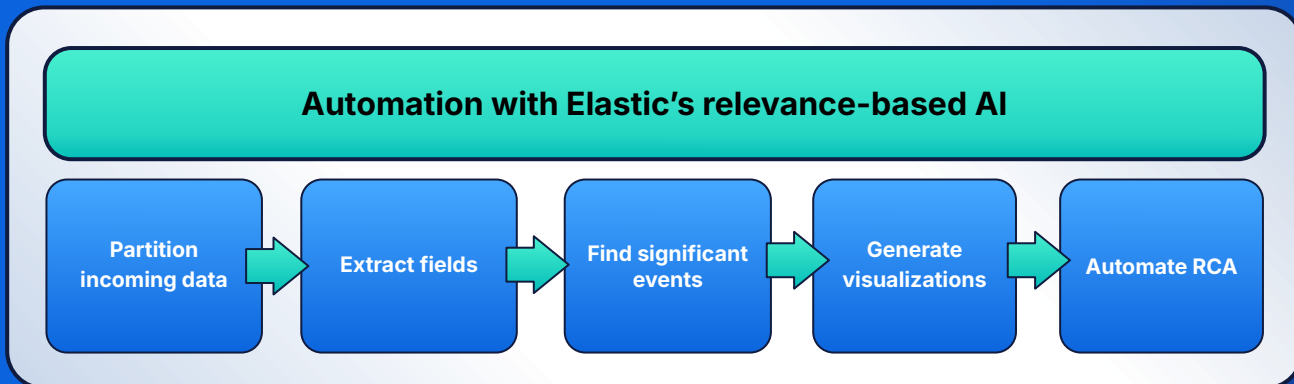 Automation with Elastic’s relevance-based AI
Partition
incoming data
Extract fields
Find significant
events
Generate
visualizations
Automate RCA